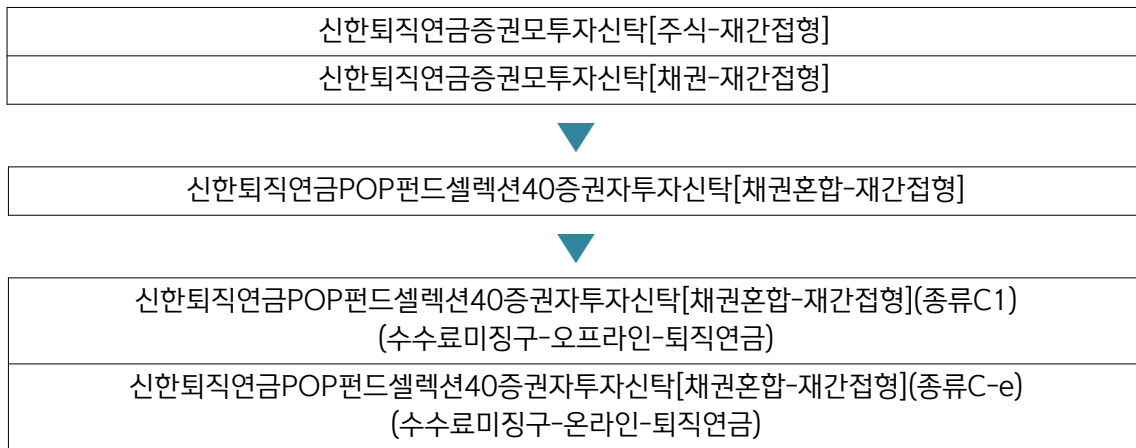 신한퇴직연금증권모투자신탁[주식-재간접형]
신한퇴직연금증권모투자신탁[채권-재간접형]
신한퇴직연금POP펀드셀렉션40증권자투자신탁[채권혼합-재간접형]
신한퇴직연금POP펀드셀렉션40증권자투자신탁[채권혼합-재간접형](종류C1)
(수수료미징구-오프라인-퇴직연금)
신한퇴직연금POP펀드셀렉션40증권자투자신탁[채권혼합-재간접형](종류C-e)
(수수료미징구-온라인-퇴직연금)